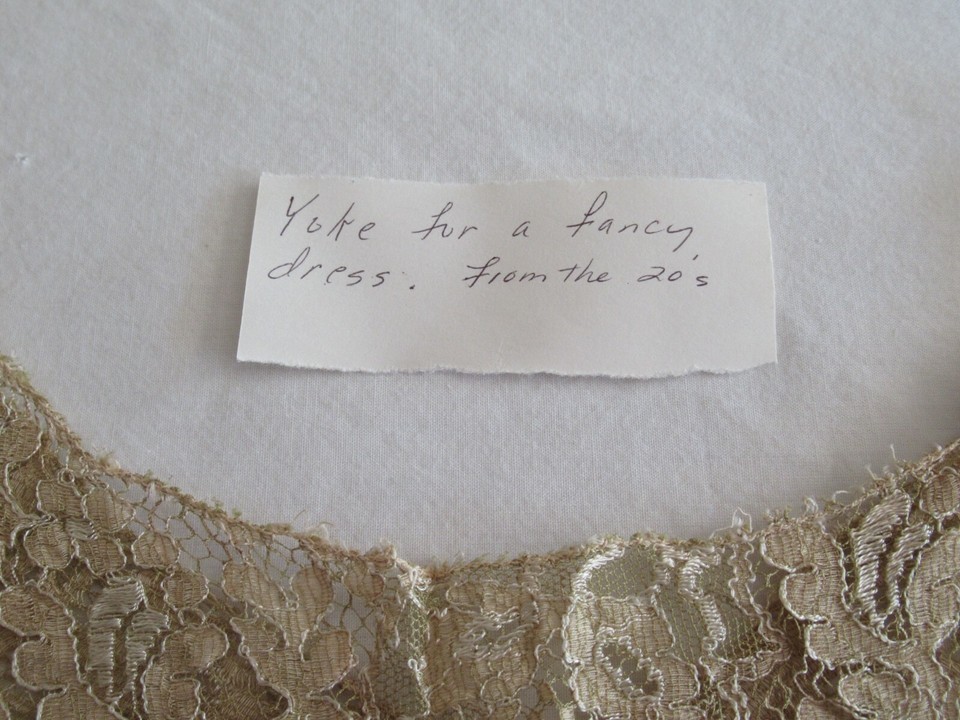 Yoke for a fancy
dress. From the 20's